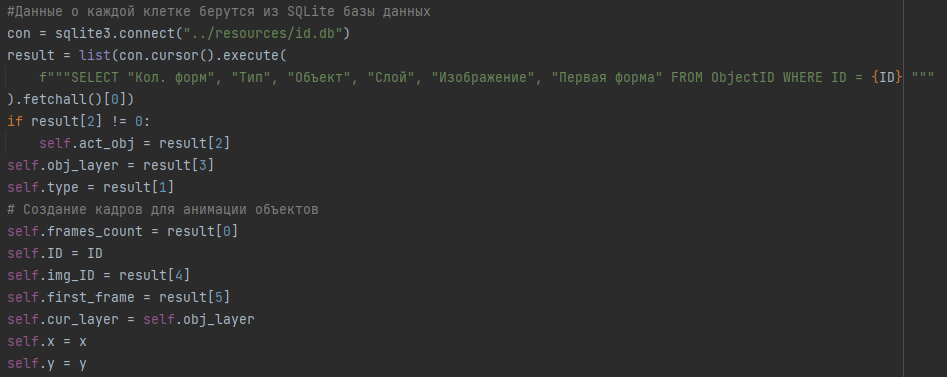 #Данные о каждой клетке берутся из SQLite базы данных
con = sqlite3.connect("../resources/id.db")
result = list(con.cursor().execute(
    f"""SELECT "Кол. форм", "Тип", "Объект", "Слой", "Изображение", "Первая форма" FROM ObjectID WHERE ID = {ID} """
).fetchall()[0])
if result[2] != 0:
    self.act_obj = result[2]
self.obj_layer = result[3]
self.type = result[1]
# Создание кадров для анимации объектов
self.frames_count = result[0]
self.ID = ID
self.img_ID = result[4]
self.first_frame = result[5]
self.cur_layer = self.obj_layer
self.x = x
self.y = y